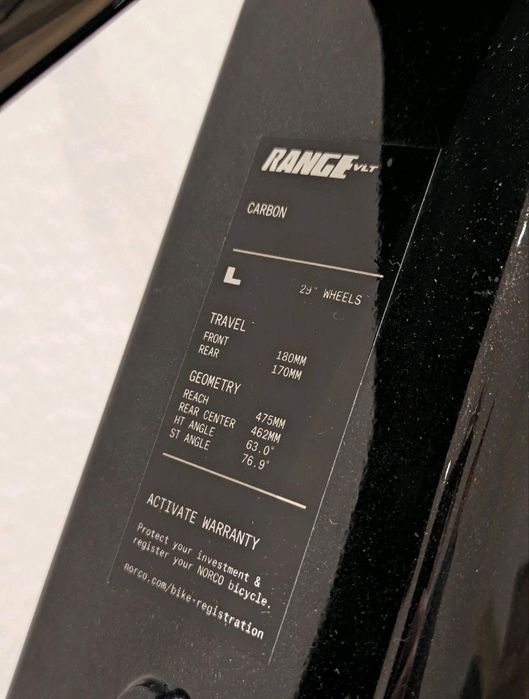 RANGE VLT
CARBON
L 29" WHEELS
TRAVEL
FRONT 180MM
REAR 170MM
GEOMETRY
REACH 475MM
REAR CENTER 462MM
HT ANGLE 63.0°
ST ANGLE 76.9°
ACTIVATE WARRANTY
Protect your investment &
register your NORCO bicycle.
norco.com/bike-registration